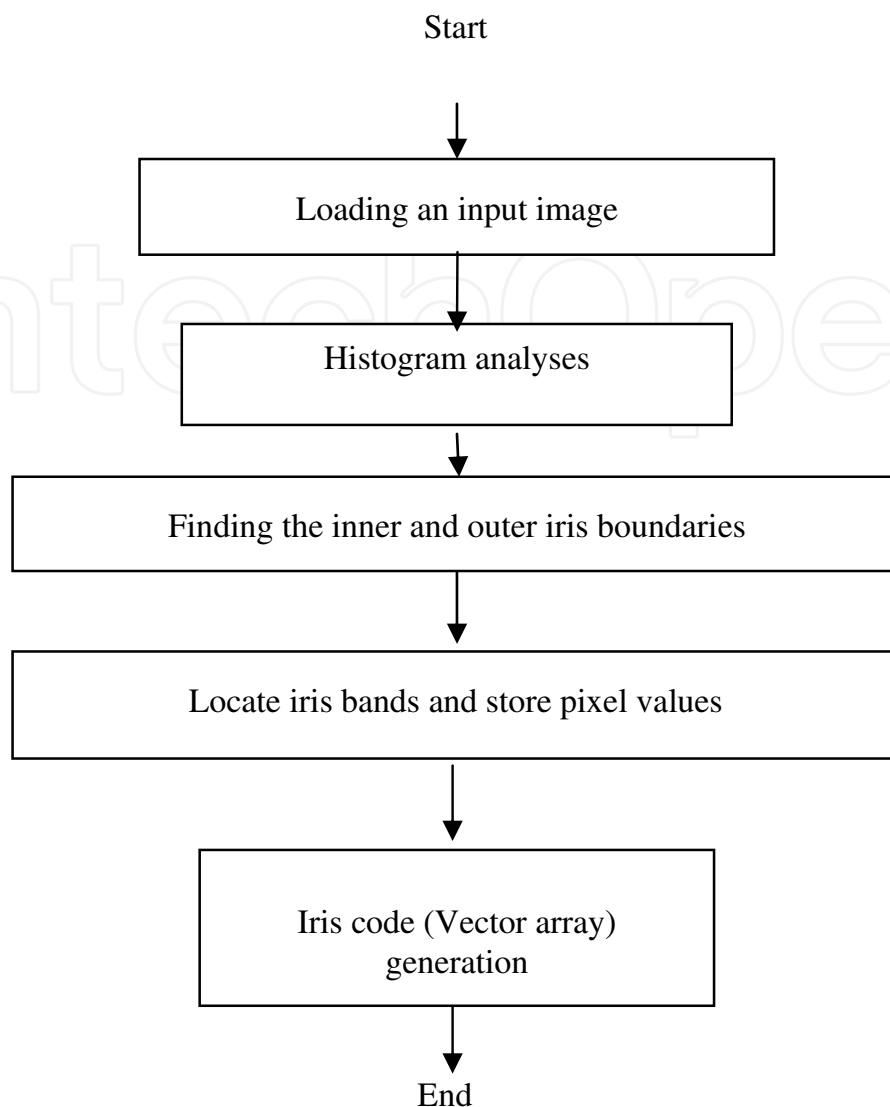 Start
Loading an input image
ntechOpe
Histogram analyses
Finding the inner and outer iris boundaries
Locate iris bands and store pixel values
Iris code (Vector array)
generation
End